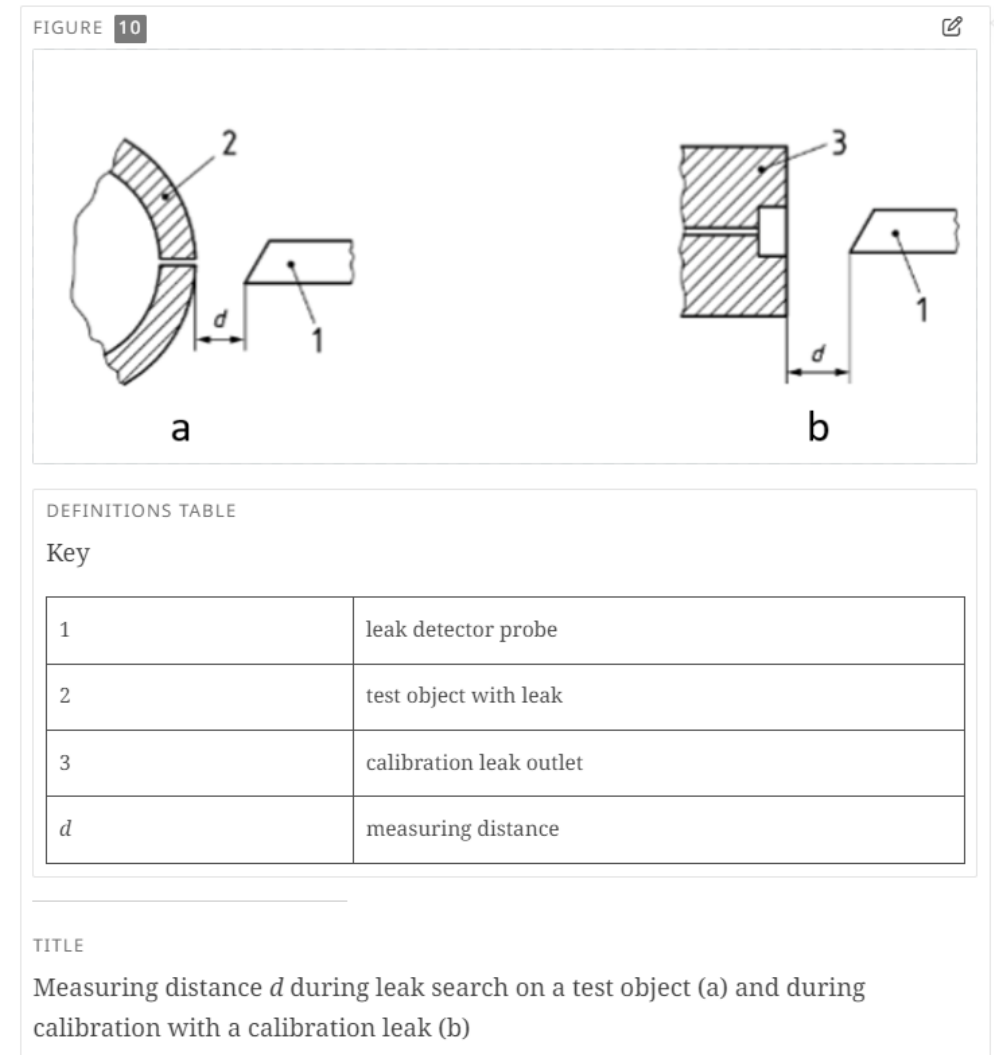 FIGURE 10
2
3
d
1
1
d
a
b
DEFINITIONS TABLE
Key
1 leak detector probe
2 test object with leak
3 calibration leak outlet
d measuring distance
TITLE
Measuring distance d during leak search on a test object (a) and during
calibration with a calibration leak (b)